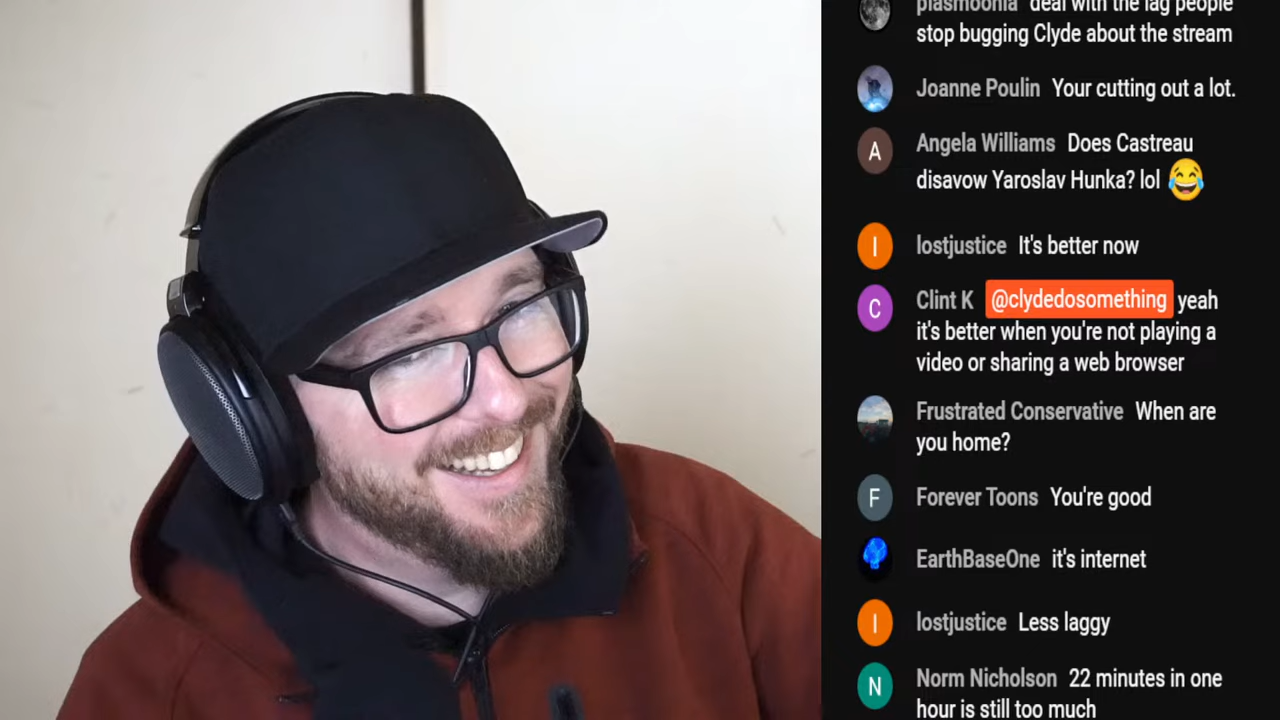 plasmoonia deal with the lag people
stop bugging Clyde about the stream
Joanne Poulin Your cutting out a lot.
A Angela Williams Does Castreau
disavow Yaroslav Hunka? lol 😂
l lostjustice It's better now
C Clint K @clydedosomething yeah
it's better when you're not playing a
video or sharing a web browser
Frustrated Conservative When are
you home?
F Forever Toons You're good
EarthBaseOne it's internet
l lostjustice Less laggy
N Norm Nicholson 22 minutes in one
hour is still too much